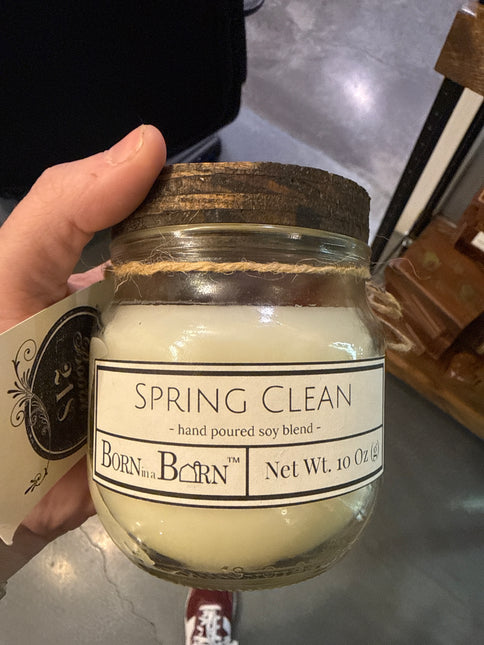 SPRING CLEAN
- hand poured soy blend -
BORN in a BARN™
Net Wt. 10 Oz (g)